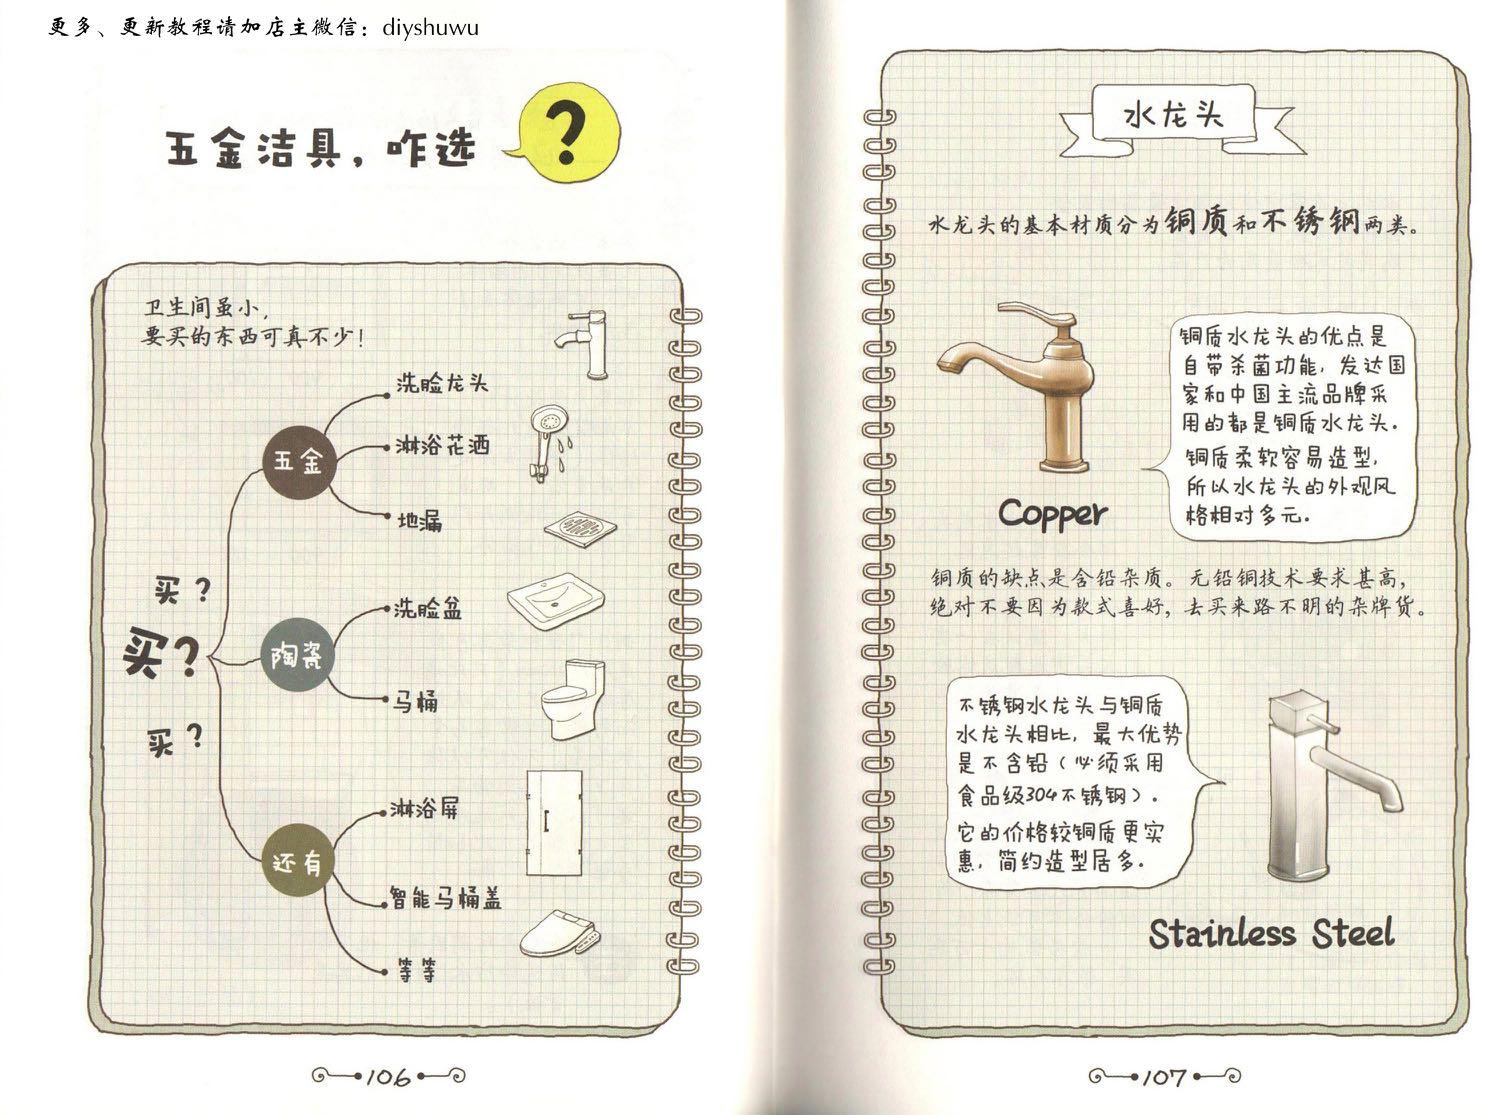 更多、更新教程请加店主微信：diyshuwu
五金洁具，咋选
?
卫生间虽小，
要买的东西可真不少！
洗脸龙头
淋浴花洒
五金
地漏
买？
洗脸盆
买？
陶瓷
马桶
买？
淋浴屏
还有
智能马桶盖
等等
106
水龙头
水龙头的基本材质分为铜质和不锈钢两类。
铜质水龙头的优点是
自带杀菌功能，发达国
家和中国主流品牌采
用的都是铜质水龙头．
铜质柔软容易造型，
所以水龙头的外观风
格相对多元．
Copper
铜质的缺点是含铅杂质。无铅铜技术要求甚高，
绝对不要因为款式喜好，去买来路不明的杂牌货。
不锈钢水龙头与铜质
水龙头相比，最大优势
是不含铅（必须采用
食品级304不锈钢）．
它的价格较铜质更实
惠，简约造型居多．
Stainless Steel
107